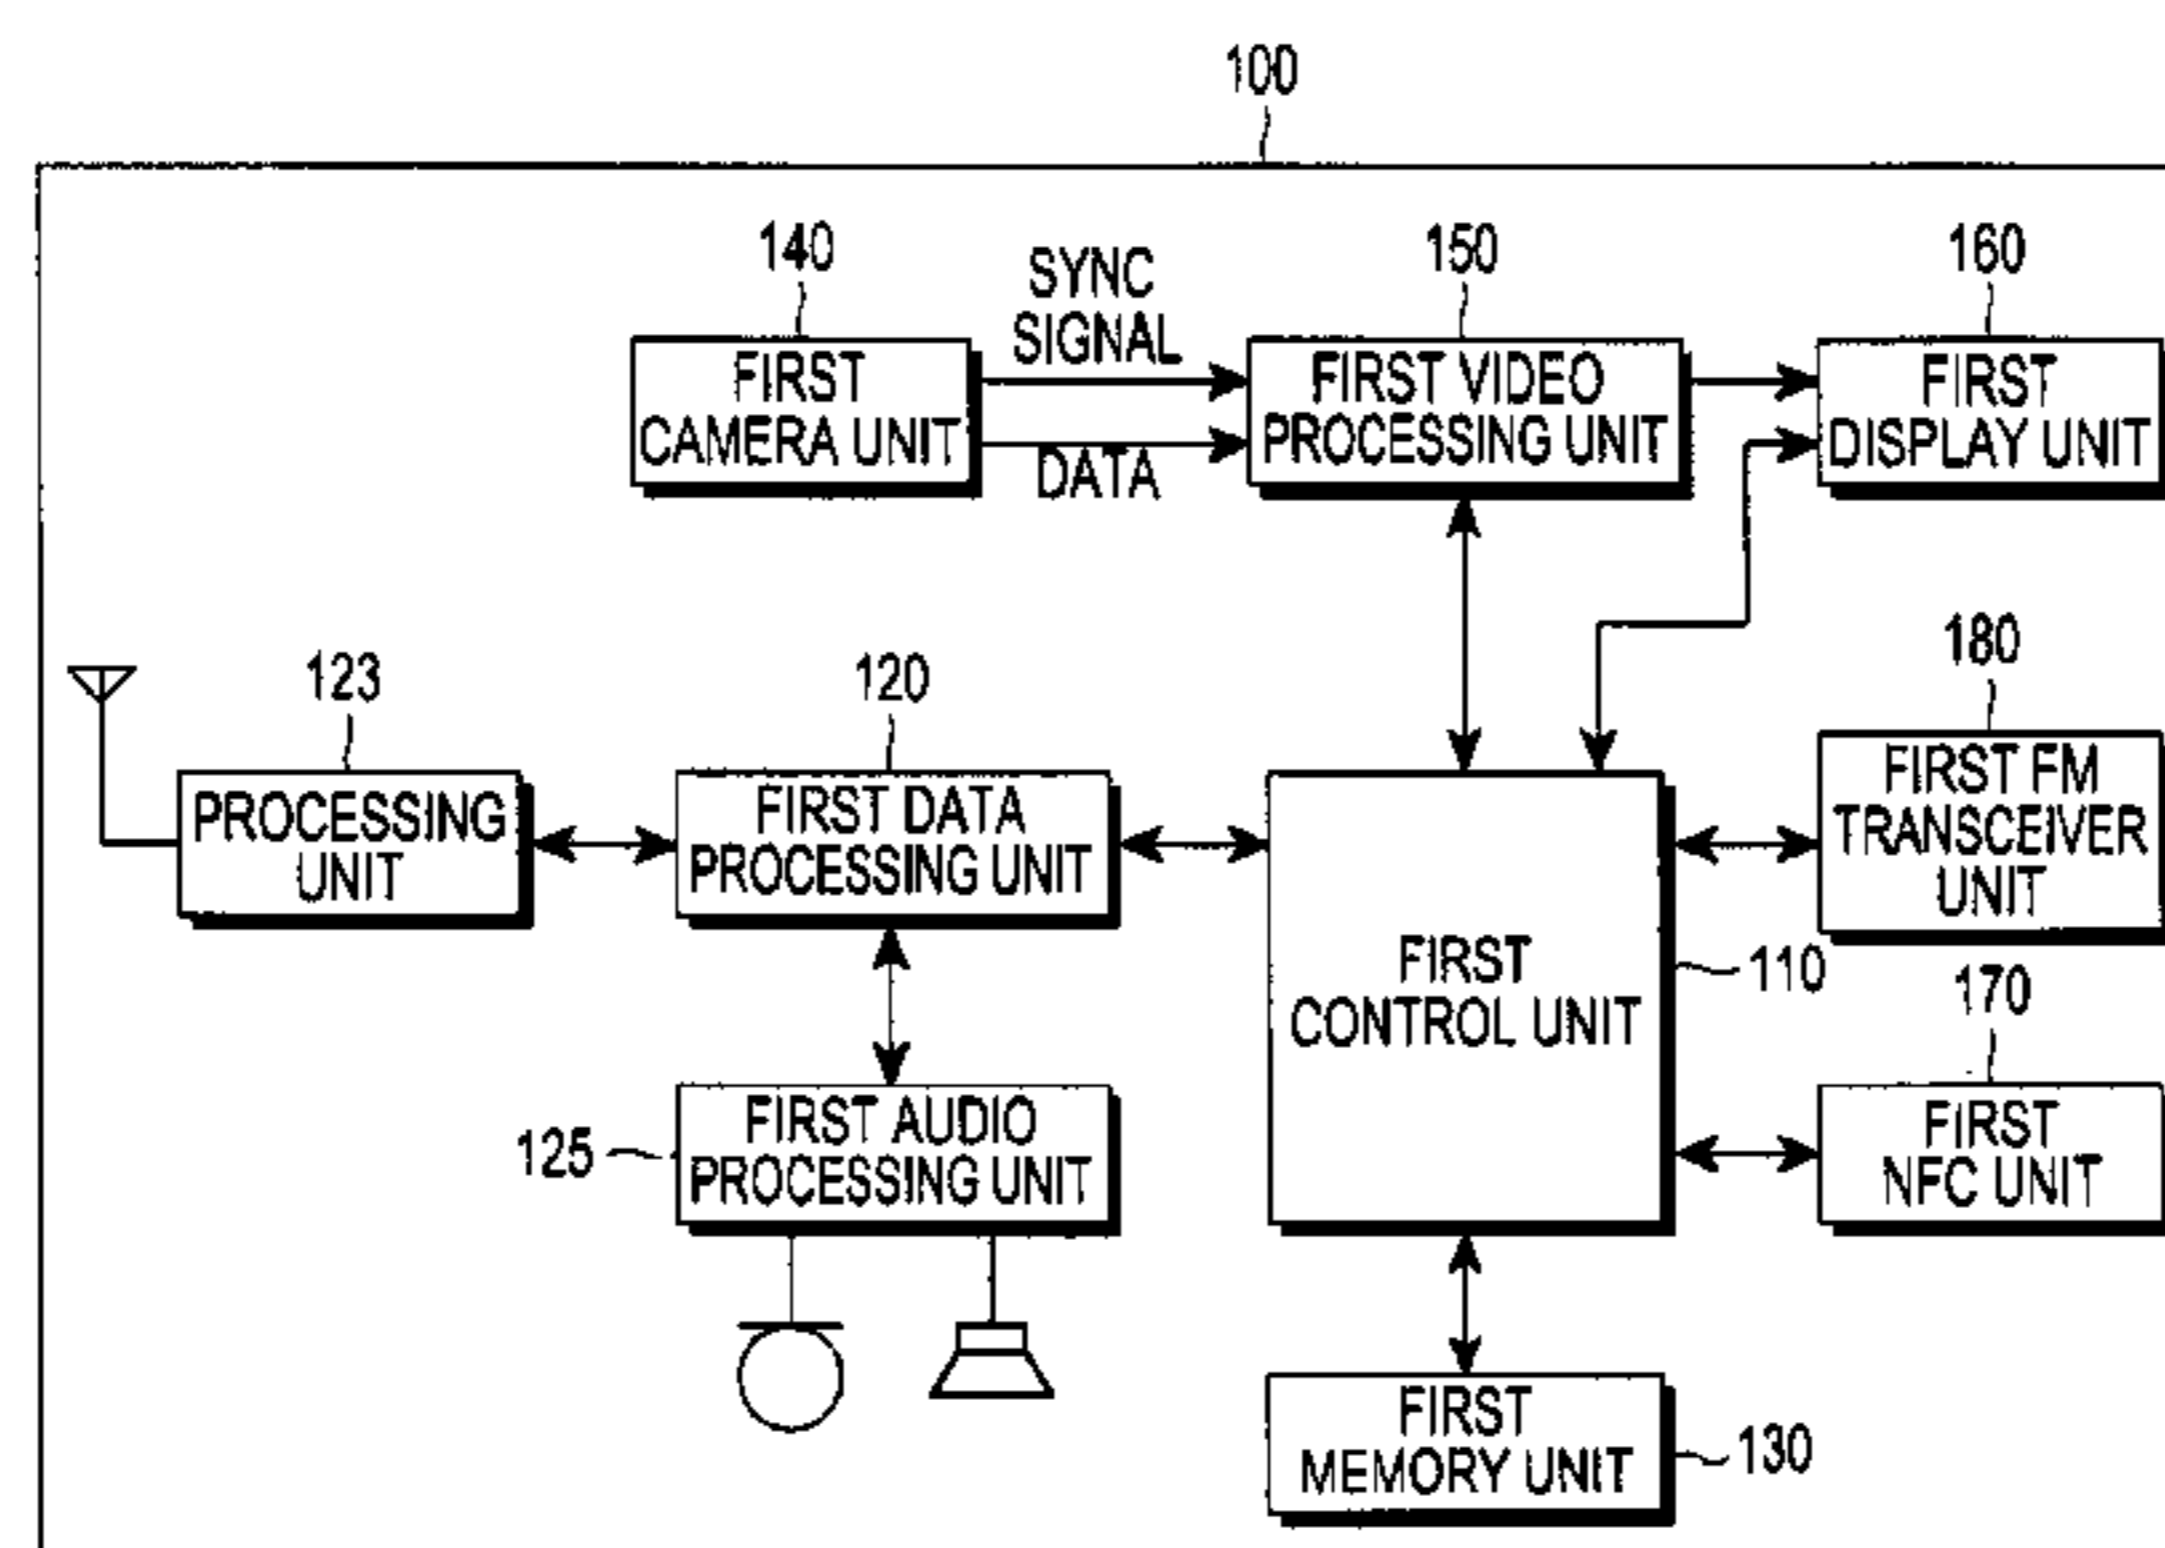 100
140
SYNC
SIGNAL
150
160
FIRST
CAMERA UNIT
DATA
FIRST VIDEO
PROCESSING UNIT
FIRST
DISPLAY UNIT
123
120
180
PROCESSING
UNIT
FIRST DATA
PROCESSING UNIT
FIRST FM
TRANSCEIVER
UNIT
FIRST
CONTROL UNIT
110
170
125
FIRST AUDIO
PROCESSING UNIT
FIRST
NFC UNIT
FIRST
MEMORY UNIT
130